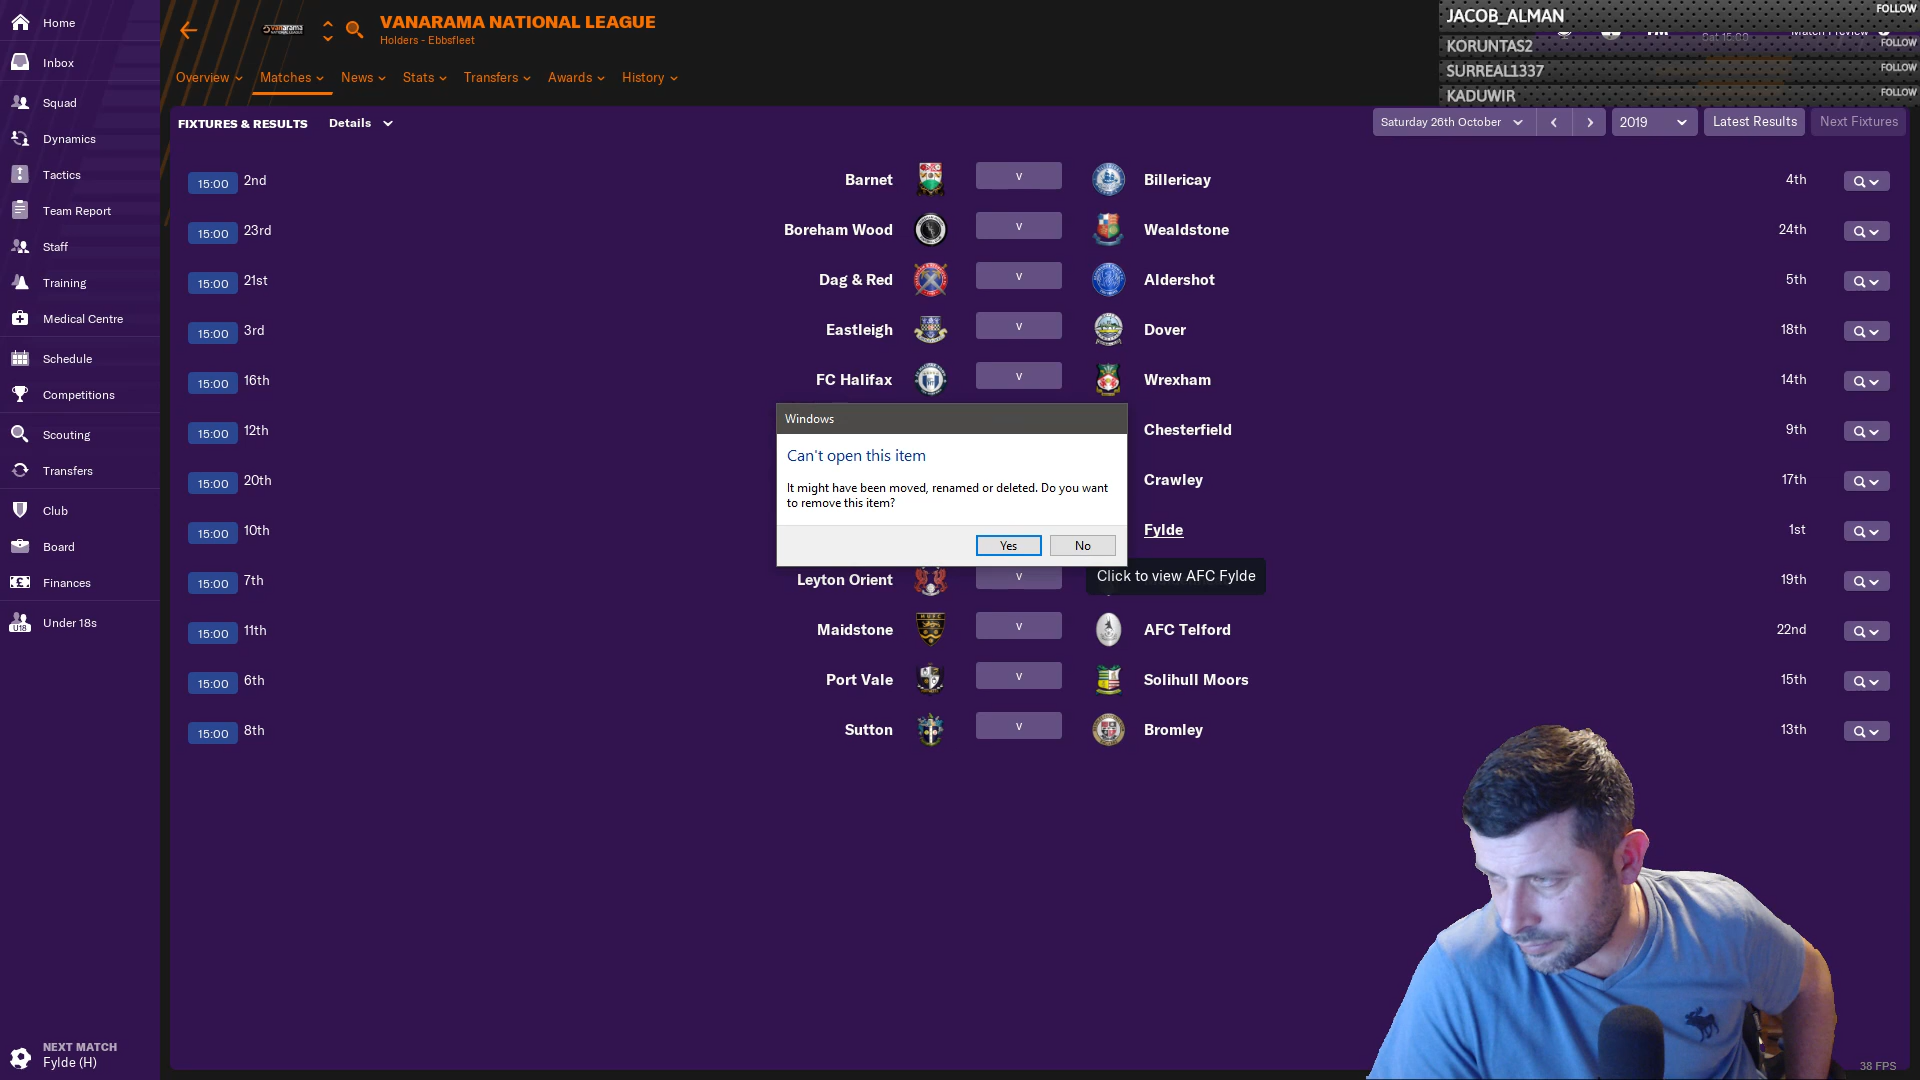 Home
Inbox
Squad
Dynamics
Tactics
Team Report
Staff
Training
Medical Centre
Schedule
Competitions
Scouting
Transfers
Club
Board
Finances
U18
Under 18s
NEXT MATCH
Fylde (H)
vanarama
VANARAMA NATIONAL LEAGUE
Holders - Ebbsfleet
Overview Matches News Stats Transfers Awards History
JACOB_ALMAN FOLLOW
KORUNTAS2 FOLLOW
SURREAL1337 FOLLOW
KADUWIR FOLLOW
FIXTURES & RESULTS Details
Saturday 26th October 2019 Latest Results Next Fixtures
15:00 2nd Barnet v Billericay 4th
15:00 23rd Boreham Wood v Wealdstone 24th
15:00 21st Dag & Red v Aldershot 5th
15:00 3rd Eastleigh v Dover 18th
15:00 16th FC Halifax v Wrexham 14th
15:00 12th Chesterfield 9th
15:00 20th Crawley 17th
15:00 10th Fylde 1st
15:00 7th Leyton Orient v 19th
15:00 11th Maidstone v AFC Telford 22nd
15:00 6th Port Vale v Solihull Moors 15th
15:00 8th Sutton v Bromley 13th
Windows
Can't open this item
It might have been moved, renamed or deleted. Do you want
to remove this item?
Yes No
Click to view AFC Fylde
38 FPS